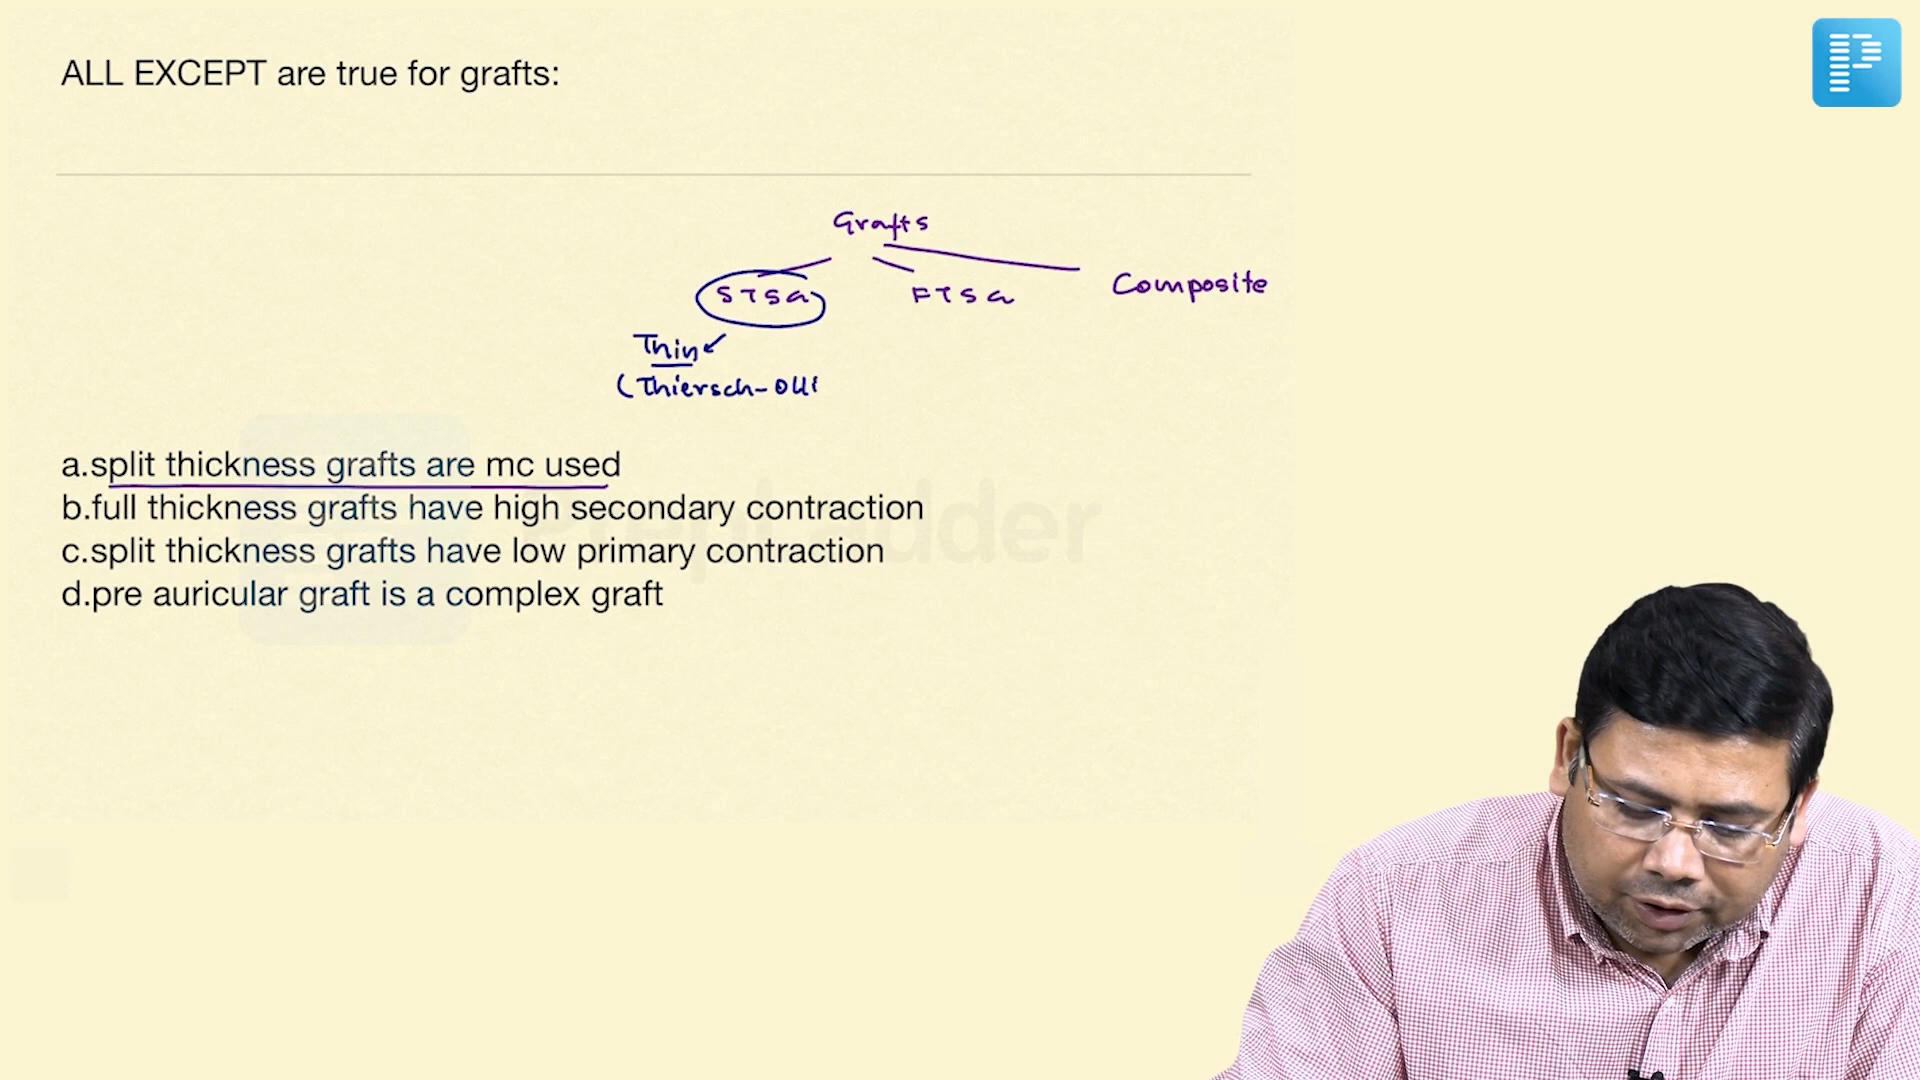 ALL EXCEPT are true for grafts:
Grafts
STSG FTSG Composite
Thin
(Thiersch-Olli
a.split thickness grafts are mc used
b.full thickness grafts have high secondary contraction
c.split thickness grafts have low primary contraction
d.pre auricular graft is a complex graft
PrepLadder